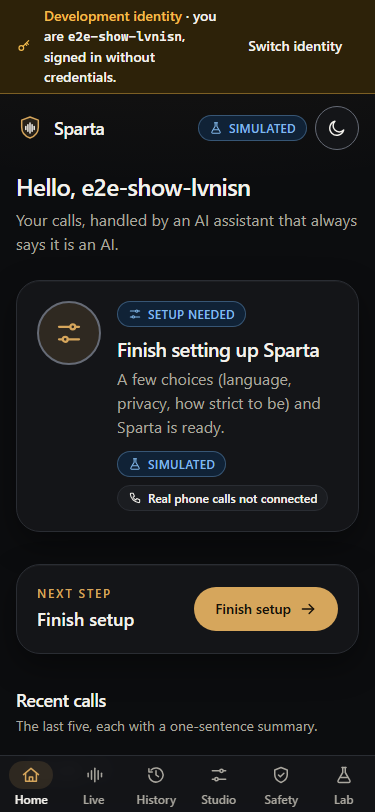 Development identity · you
are e2e-show-lvnisn,
signed in without
credentials.
Switch identity
Sparta
SIMULATED
Hello, e2e-show-lvnisn
Your calls, handled by an AI assistant that always
says it is an AI.
SETUP NEEDED
Finish setting up Sparta
A few choices (language,
privacy, how strict to be) and
Sparta is ready.
SIMULATED
Real phone calls not connected
NEXT STEP
Finish setup
Finish setup
Recent calls
The last five, each with a one-sentence summary.
Home
Live
History
Studio
Safety
Lab